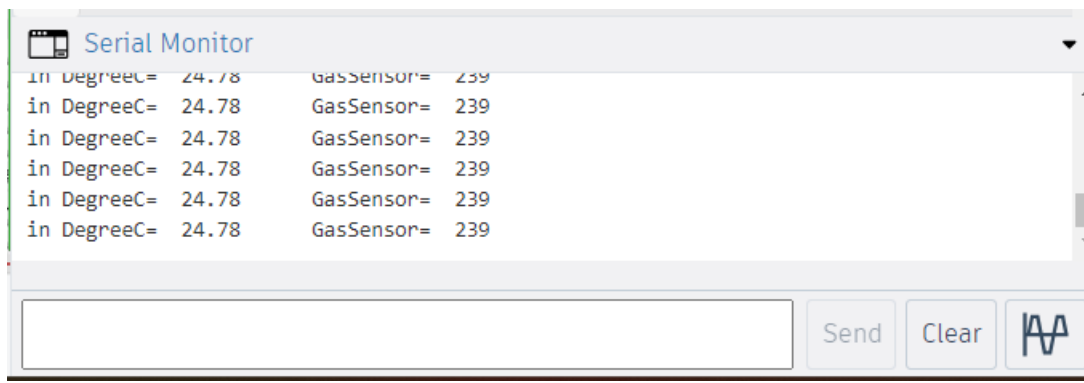 Serial Monitor
in DegreeC= 24.78 GasSensor= 239
in DegreeC= 24.78 GasSensor= 239
in DegreeC= 24.78 GasSensor= 239
in DegreeC= 24.78 GasSensor= 239
in DegreeC= 24.78 GasSensor= 239
in DegreeC= 24.78 GasSensor= 239
Send Clear